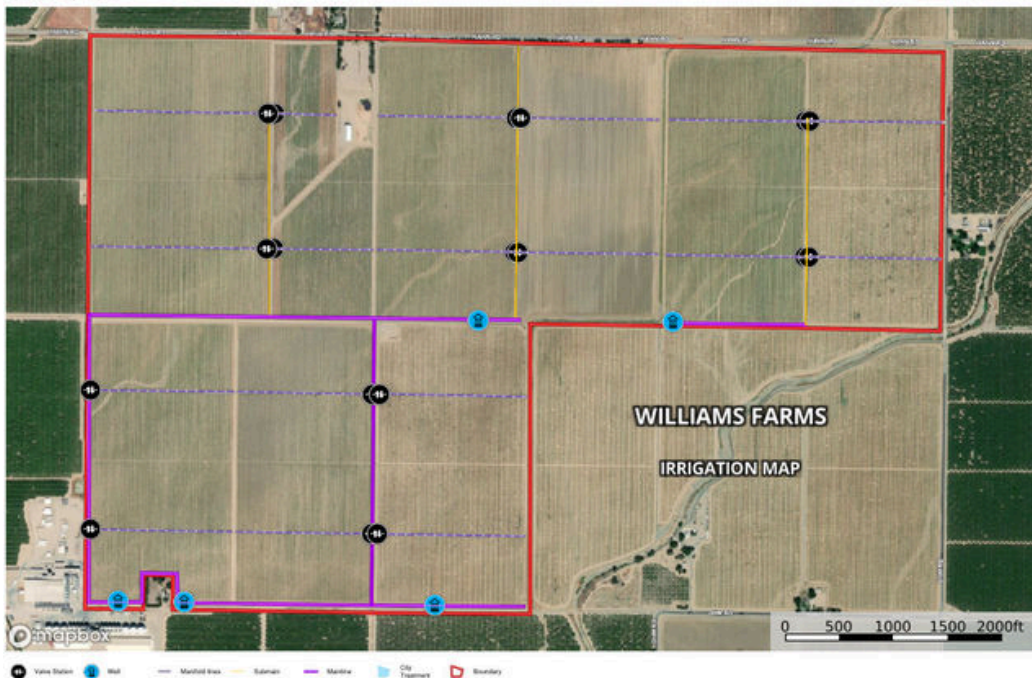 WILLIAMS FARMS
IRRIGATION MAP
0 500 1000 1500 2000ft
mapbox
Valve Station Well Manifold lines Submain Mainline City Treatment Boundary